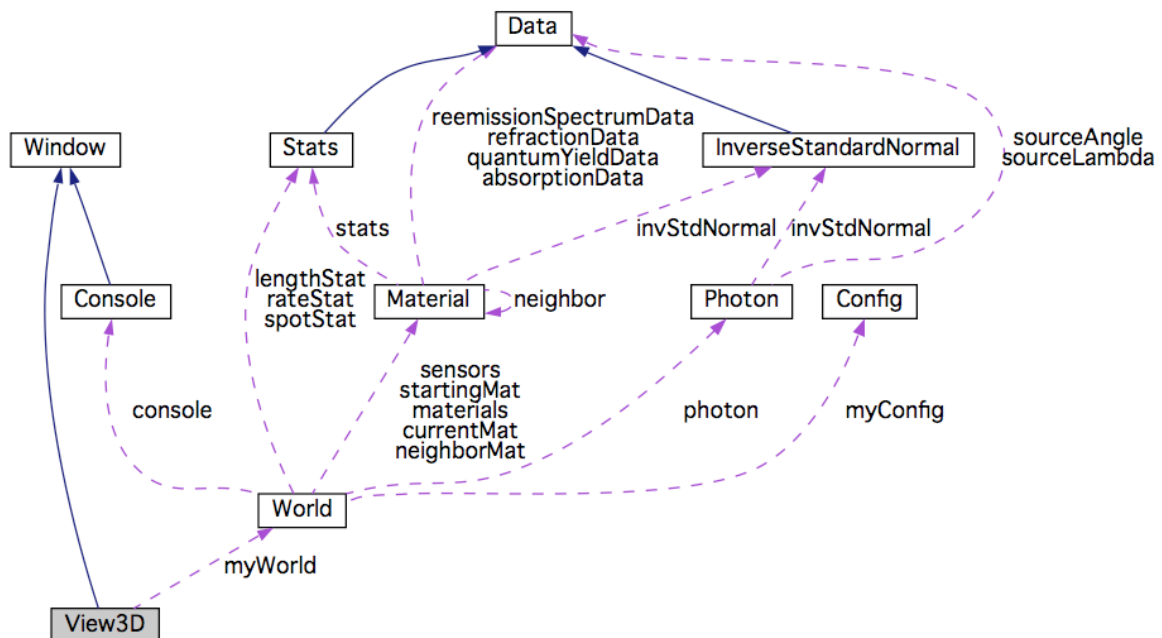 Data
reemissionSpectrumData
refractionData
quantumYieldData
absorptionData
sourceAngle
sourceLambda
Window
Stats
InverseStandardNormal
stats
invStdNormal
invStdNormal
lengthStat
rateStat
spotStat
Console
Material
neighbor
Photon
Config
sensors
startingMat
materials
currentMat
neighborMat
console
photon
myConfig
World
myWorld
View3D